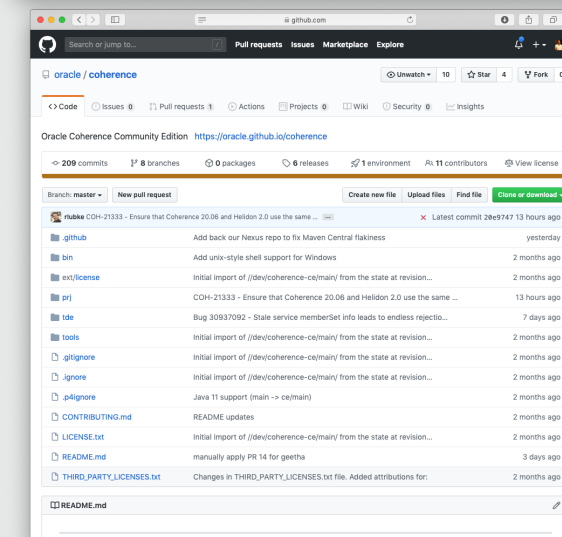 github.com
Search or jump to... / Pull requests Issues Marketplace Explore
oracle / coherence Unwatch 10 Star 4 Fork
Code Issues 0 Pull requests 1 Actions Projects 0 Wiki Security 0 Insights
Oracle Coherence Community Edition https://oracle.github.io/coherence
209 commits 8 branches 0 packages 6 releases 1 environment 11 contributors View license
Branch: master New pull request Create new file Upload files Find file Clone or download
rlubke COH-21333 - Ensure that Coherence 20.06 and Helidon 2.0 use the same ... Latest commit 20e9747 13 hours ago
.github Add back our Nexus repo to fix Maven Central flakiness yesterday
bin Add unix-style shell support for Windows 2 months ago
ext/license Initial import of //dev/coherence-ce/main/ from the state at revision... 2 months ago
prj COH-21333 - Ensure that Coherence 20.06 and Helidon 2.0 use the same ... 13 hours ago
tde Bug 30937092 - Stale service memberSet info leads to endless rejectio... 7 days ago
tools Initial import of //dev/coherence-ce/main/ from the state at revision... 2 months ago
.gitignore Initial import of //dev/coherence-ce/main/ from the state at revision... 2 months ago
.ignore Initial import of //dev/coherence-ce/main/ from the state at revision... 2 months ago
.p4ignore Java 11 support (main -> ce/main) 2 months ago
CONTRIBUTING.md README updates 2 months ago
LICENSE.txt Initial import of //dev/coherence-ce/main/ from the state at revision... 2 months ago
README.md manually apply PR 14 for geetha 3 days ago
THIRD_PARTY_LICENSES.txt Changes in THIRD_PARTY_LICENSES.txt file. Added attributions for: 2 months ago
README.md